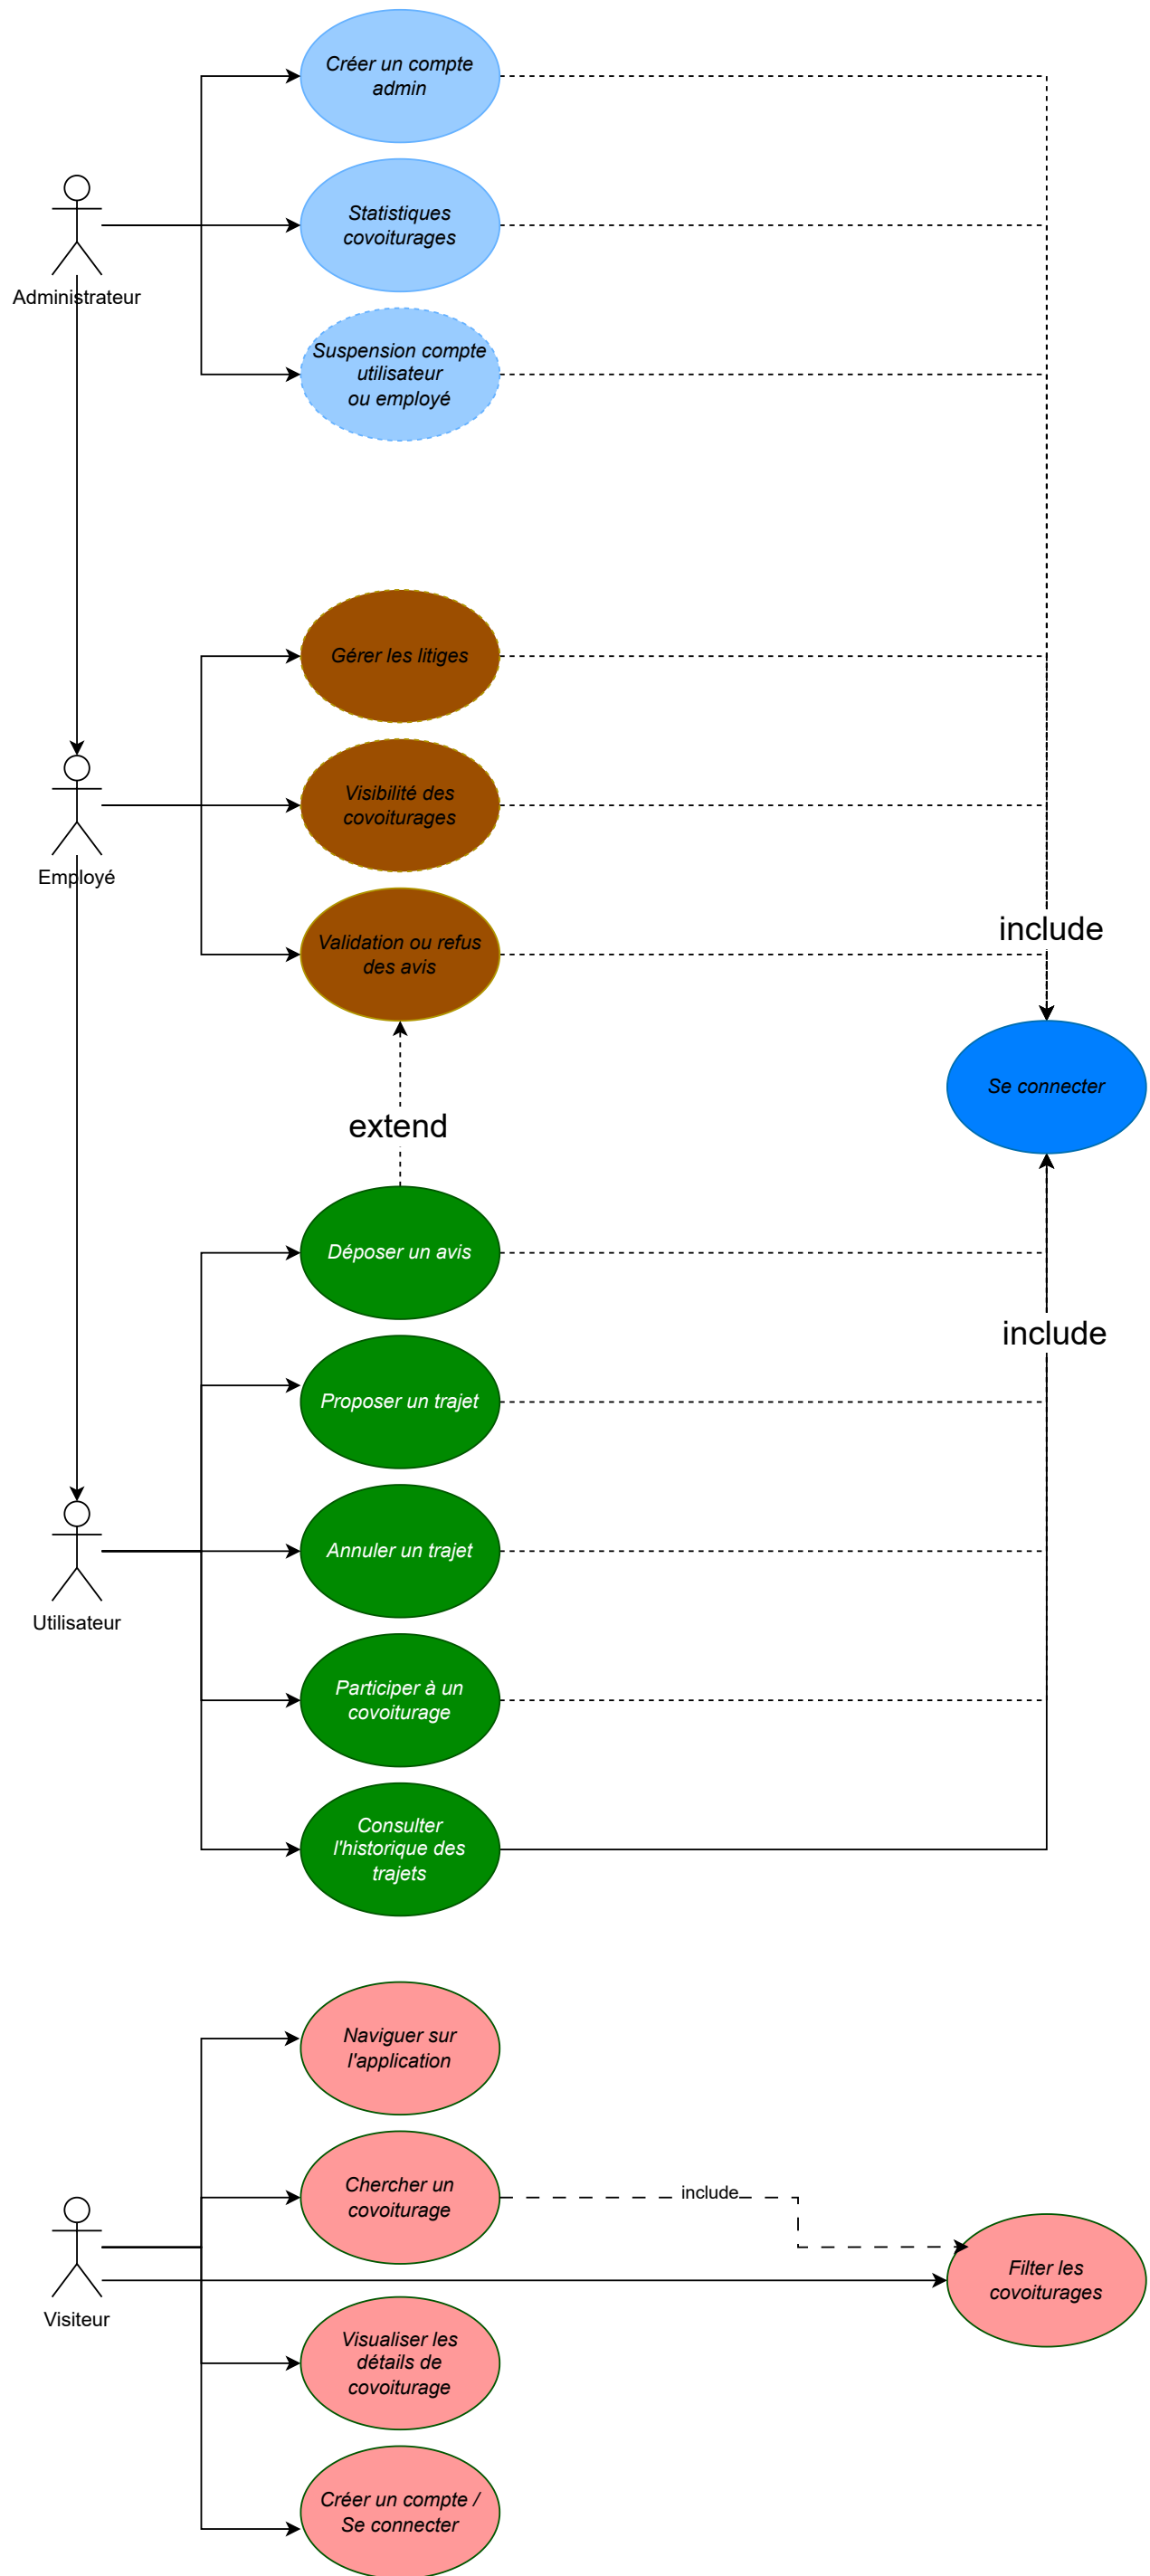 Créer un compte
admin
Statistiques
covoiturages
Administrateur
Suspension compte
utilisateur
ou employé
Gérer les litiges
Visibilité des
covoiturages
Employé
Validation ou refus
des avis
include
Se connecter
extend
Déposer un avis
include
Proposer un trajet
Annuler un trajet
Utilisateur
Participer à un
covoiturage
Consulter
l'historique des
trajets
Naviguer sur
l'application
Chercher un
covoiturage
include
Filter les
covoiturages
Visiteur
Visualiser les
détails de
covoiturage
Créer un compte /
Se connecter